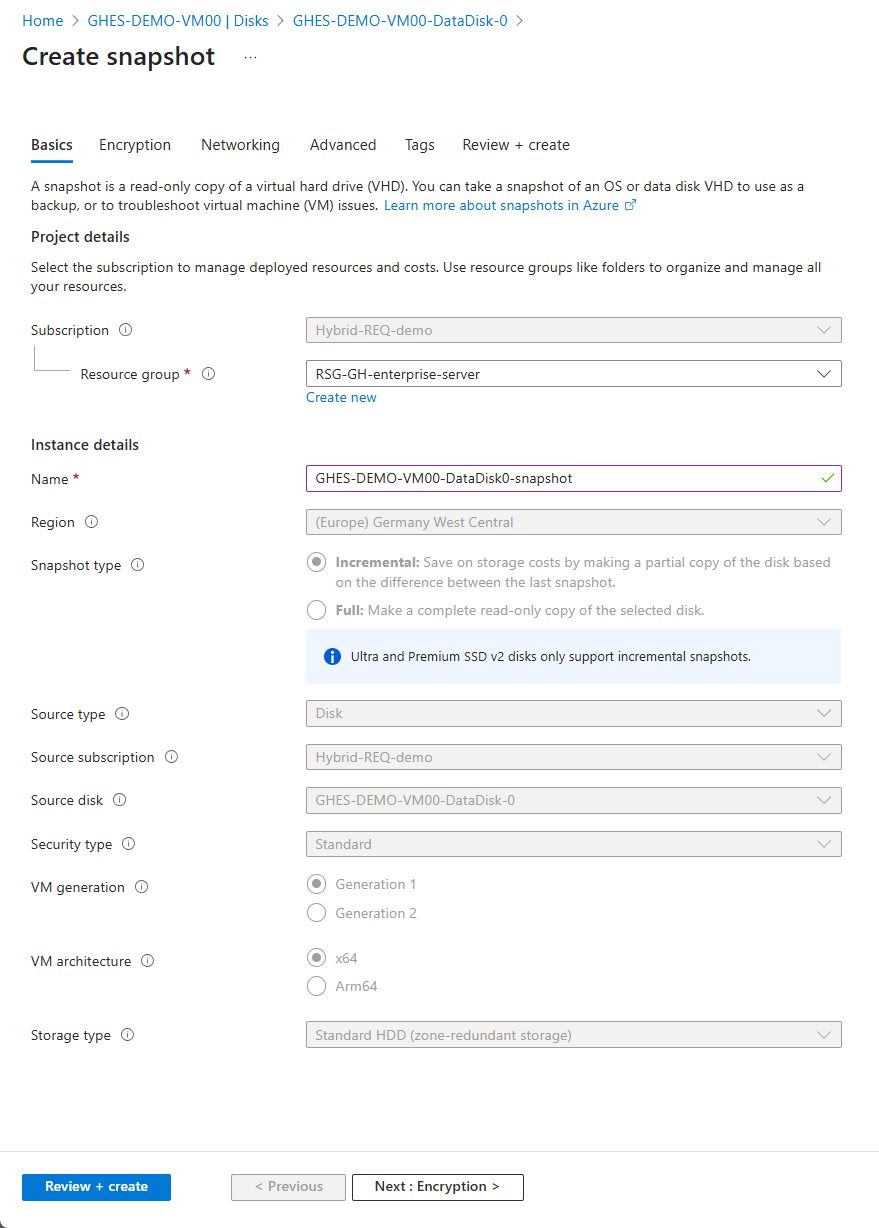 Home > GHES-DEMO-VM00 | Disks > GHES-DEMO-VM00-DataDisk-0 >
Create snapshot ...
Basics Encryption Networking Advanced Tags Review + create
A snapshot is a read-only copy of a virtual hard drive (VHD). You can take a snapshot of an OS or data disk VHD to use as a
backup, or to troubleshoot virtual machine (VM) issues. Learn more about snapshots in Azure
Project details
Select the subscription to manage deployed resources and costs. Use resource groups like folders to organize and manage all
your resources.
Subscription Hybrid-REQ-demo
Resource group * RSG-GH-enterprise-server
Create new
Instance details
Name * GHES-DEMO-VM00-DataDisk0-snapshot
Region (Europe) Germany West Central
Snapshot type Incremental: Save on storage costs by making a partial copy of the disk based
on the difference between the last snapshot.
Full: Make a complete read-only copy of the selected disk.
Ultra and Premium SSD v2 disks only support incremental snapshots.
Source type Disk
Source subscription Hybrid-REQ-demo
Source disk GHES-DEMO-VM00-DataDisk-0
Security type Standard
VM generation Generation 1
Generation 2
VM architecture x64
Arm64
Storage type Standard HDD (zone-redundant storage)
Review + create < Previous Next : Encryption >